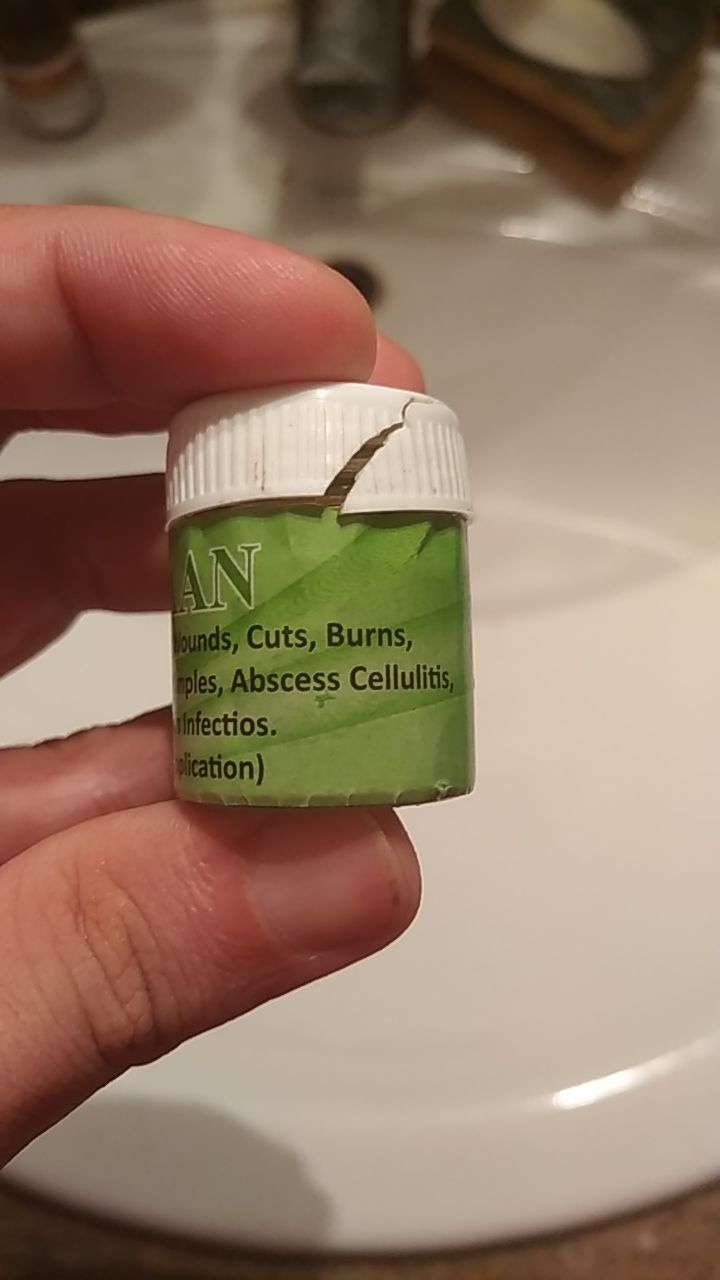 AN
Wounds, Cuts, Burns,
mples, Abscess Cellulitis,
s Infectios.
plication)